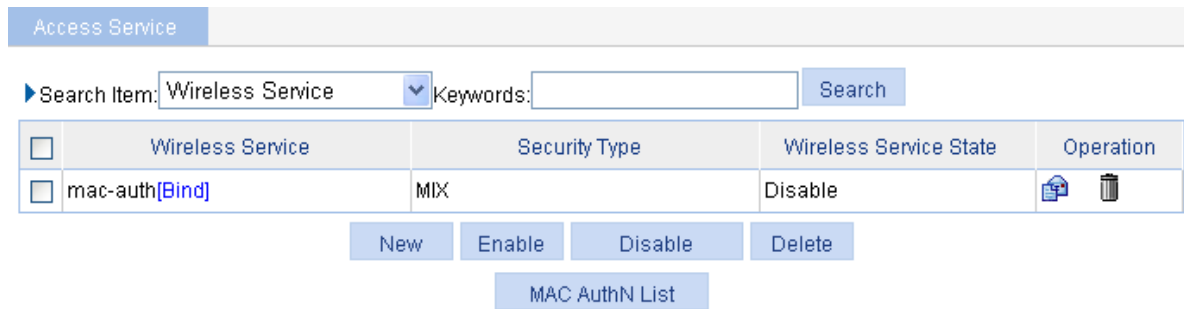 Access Service
Search Item: Wireless Service Keywords: Search
Wireless Service Security Type Wireless Service State Operation
mac-auth[Bind] MIX Disable
New Enable Disable Delete
MAC AuthN List